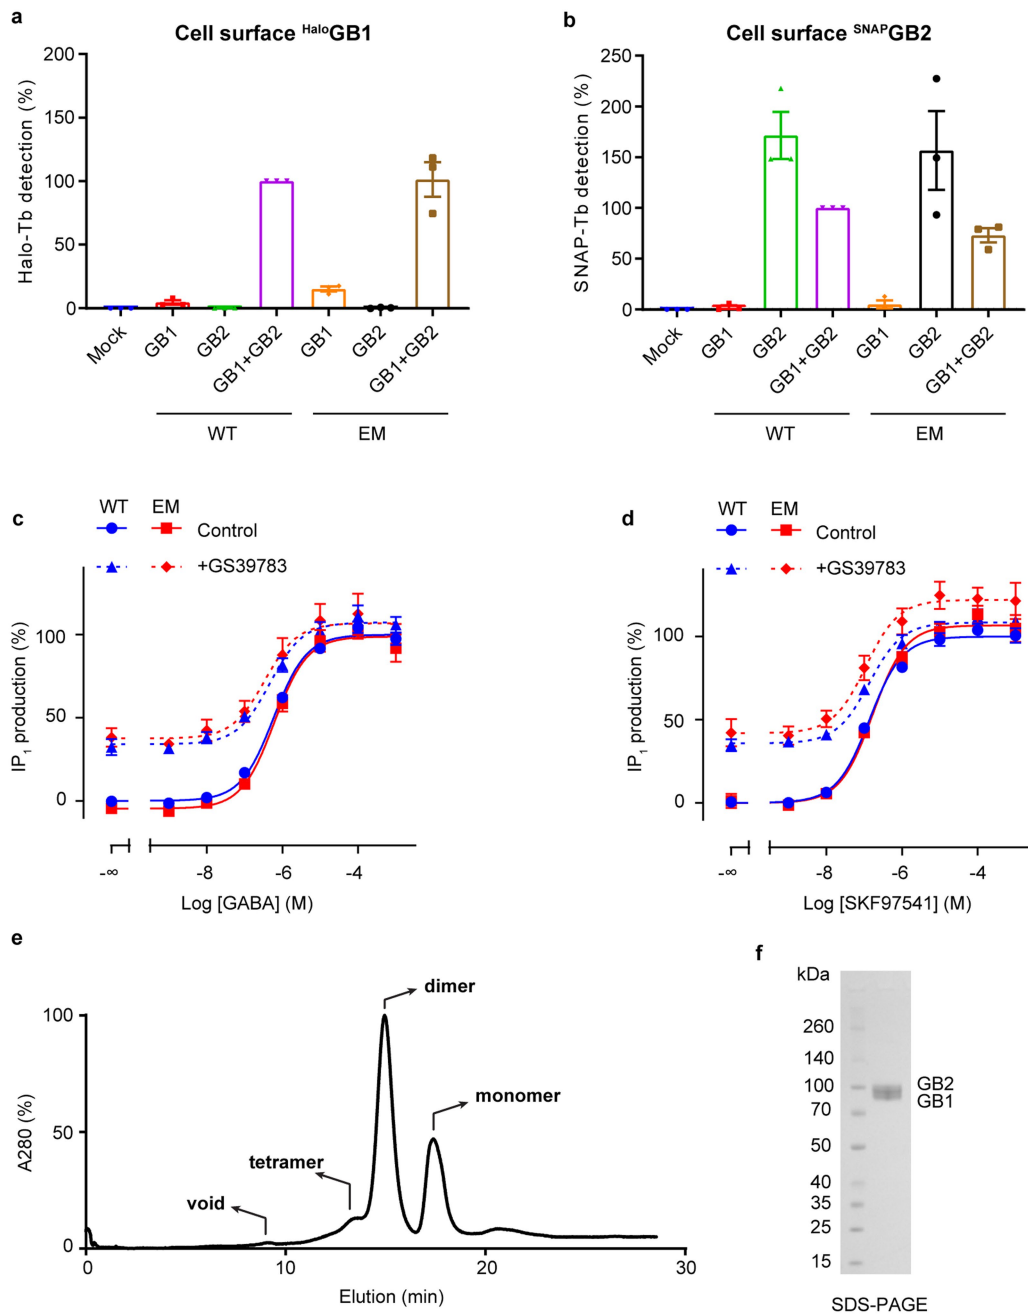 a
Cell surface HaloGB1
Halo-Tb detection (%)
200
150
100
50
0
Mock
GB1
GB2
GB1+GB2
GB1
GB2
GB1+GB2
WT
EM
b
Cell surface SNAPGB2
SNAP-Tb detection (%)
250
200
150
100
50
0
Mock
GB1
GB2
GB1+GB2
GB1
GB2
GB1+GB2
WT
EM
c
WT EM
Control
+GS39783
IP1 production (%)
100
50
0
-∞ -8 -6 -4
Log [GABA] (M)
d
WT EM
Control
+GS39783
IP1 production (%)
100
50
0
-∞ -8 -6 -4
Log [SKF97541] (M)
e
A280 (%)
100
50
0
void
tetramer
dimer
monomer
0 10 20 30
Elution (min)
f
kDa
260
140
100
70
50
40
35
25
15
GB2
GB1
SDS-PAGE